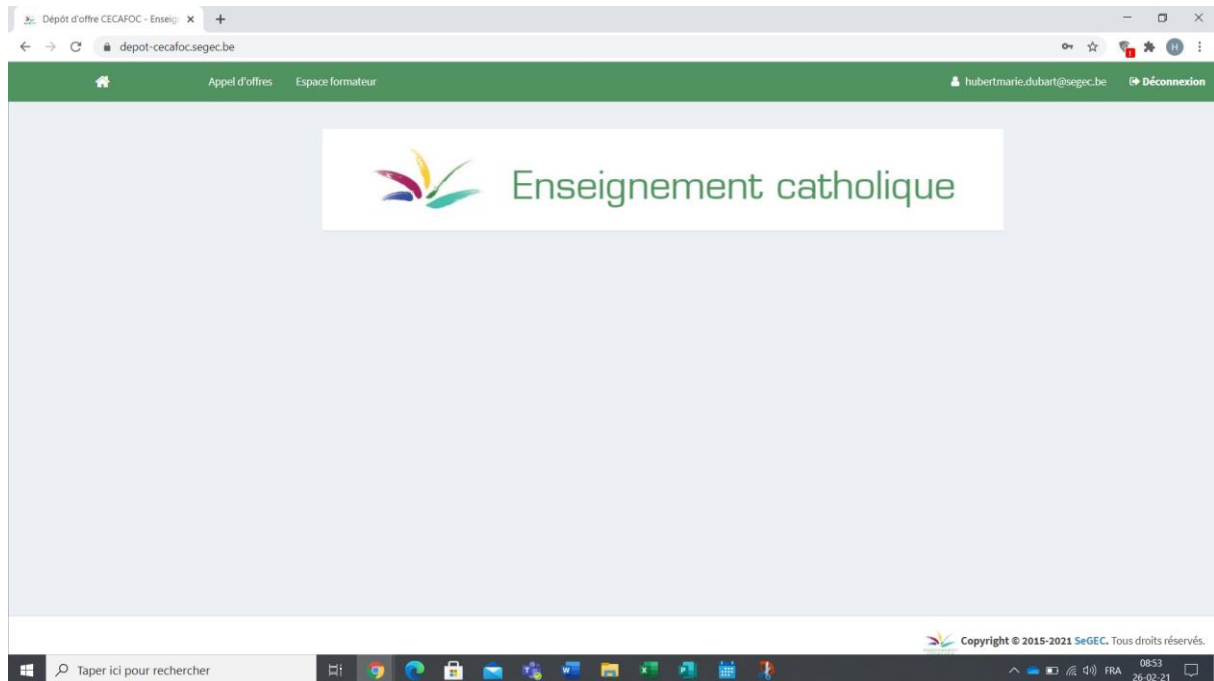 Dépôt d'offre CECAFOC - Enseig
depot-cecafoc.segec.be
H
Appel d'offres Espace formateur hubertmarie.dubart@segec.be Déconnexion
Enseignement catholique
Copyright © 2015-2021 SeGEC. Tous droits réservés.
Taper ici pour rechercher
FRA
08:53
26-02-21